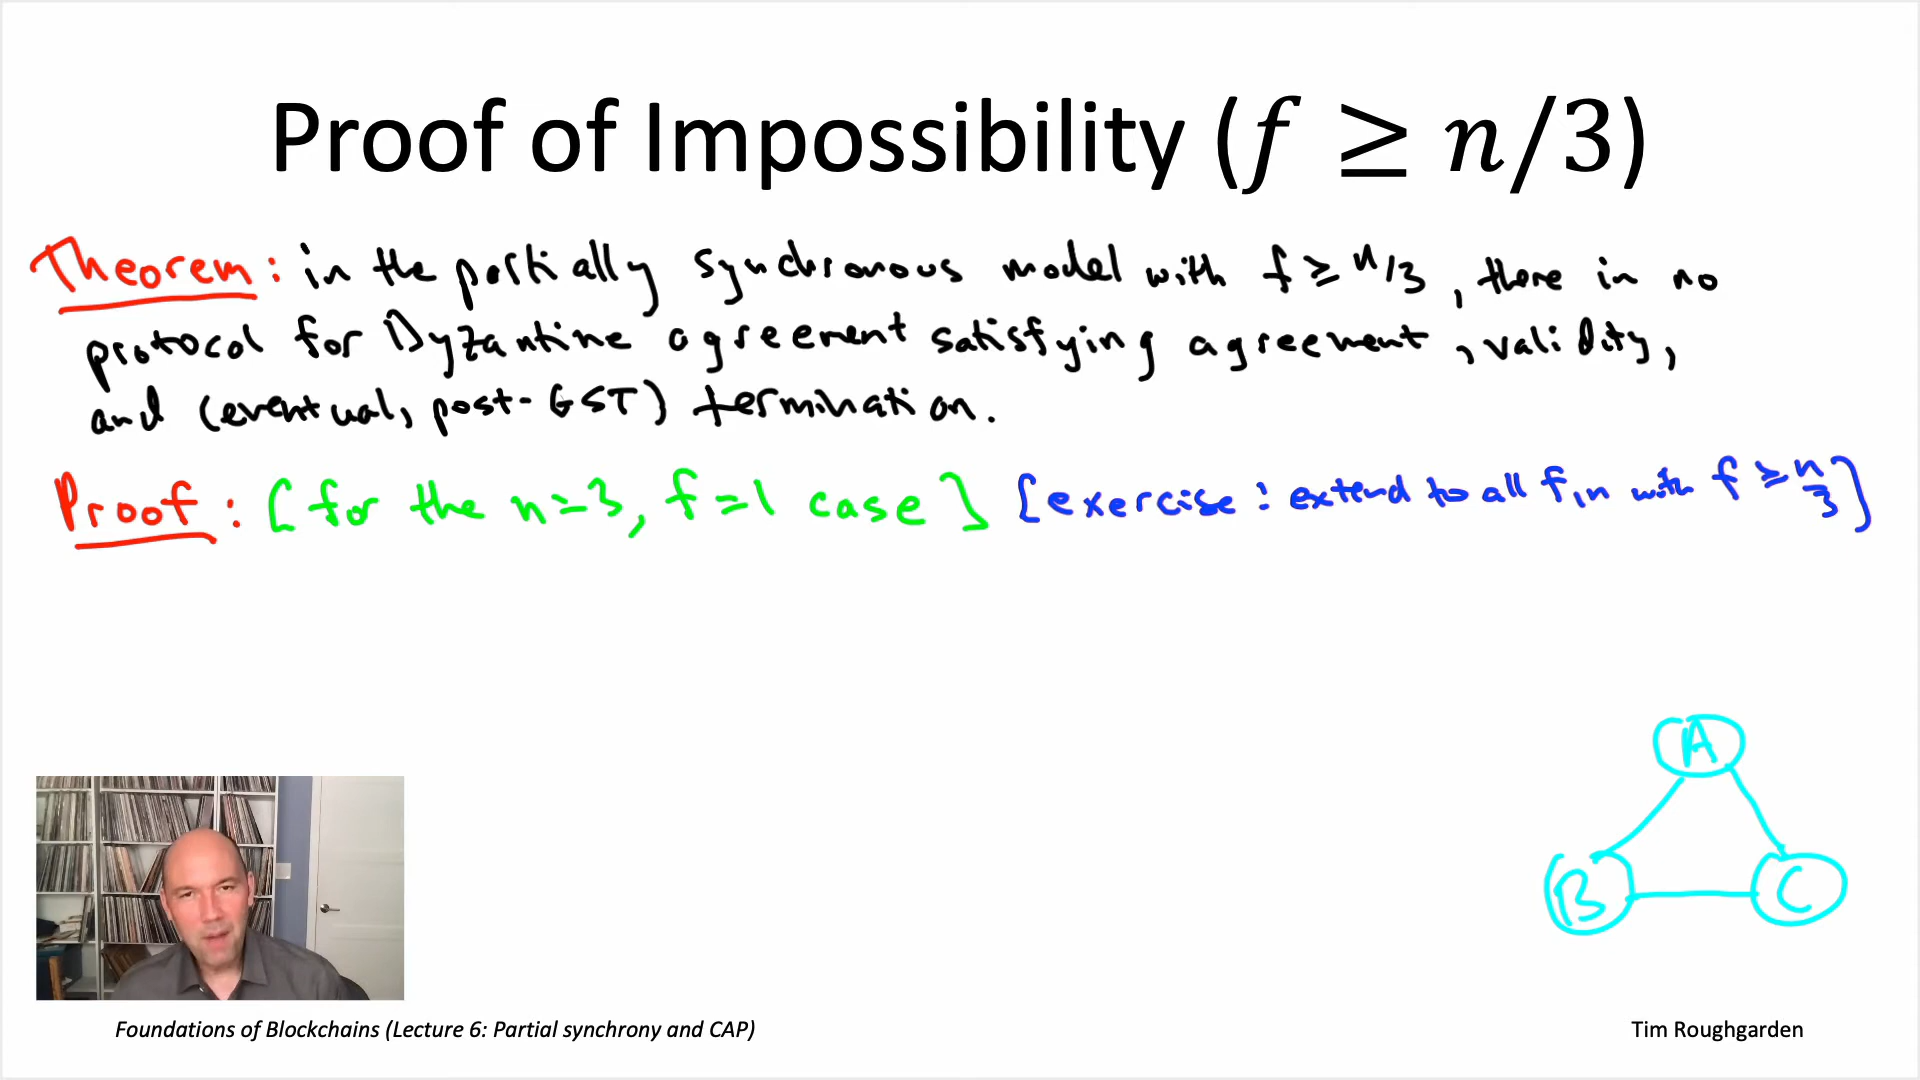 Proof of Impossibility (f ≥ n/3)
Theorem: in the partially synchronous model with f ≥ n/3, there in no
protocol for Byzantine agreement satisfying agreement, validity,
and (eventual, post-GST) termination.
Proof: [for the n=3, f=1 case] [exercise: extend to all f,n with f ≥ n/3]
A
B C
Foundations of Blockchains (Lecture 6: Partial synchrony and CAP) Tim Roughgarden